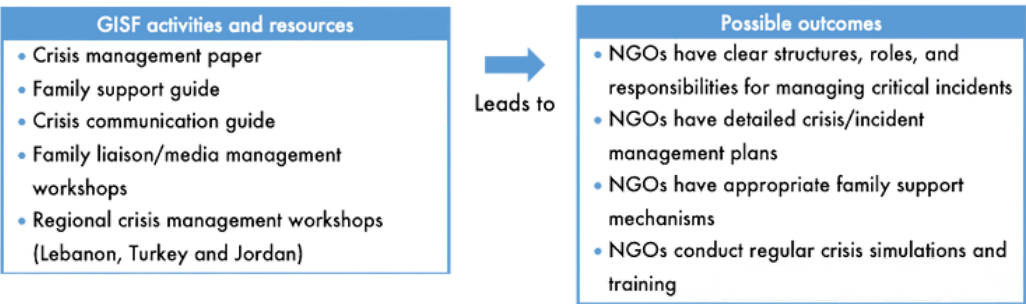 GISF activities and resources
• Crisis management paper
• Family support guide
• Crisis communication guide
• Family liaison/media management
workshops
• Regional crisis management workshops
(Lebanon, Turkey and Jordan)
Leads to
Possible outcomes
• NGOs have clear structures, roles, and
responsibilities for managing critical incidents
• NGOs have detailed crisis/incident
management plans
• NGOs have appropriate family support
mechanisms
• NGOs conduct regular crisis simulations and
training